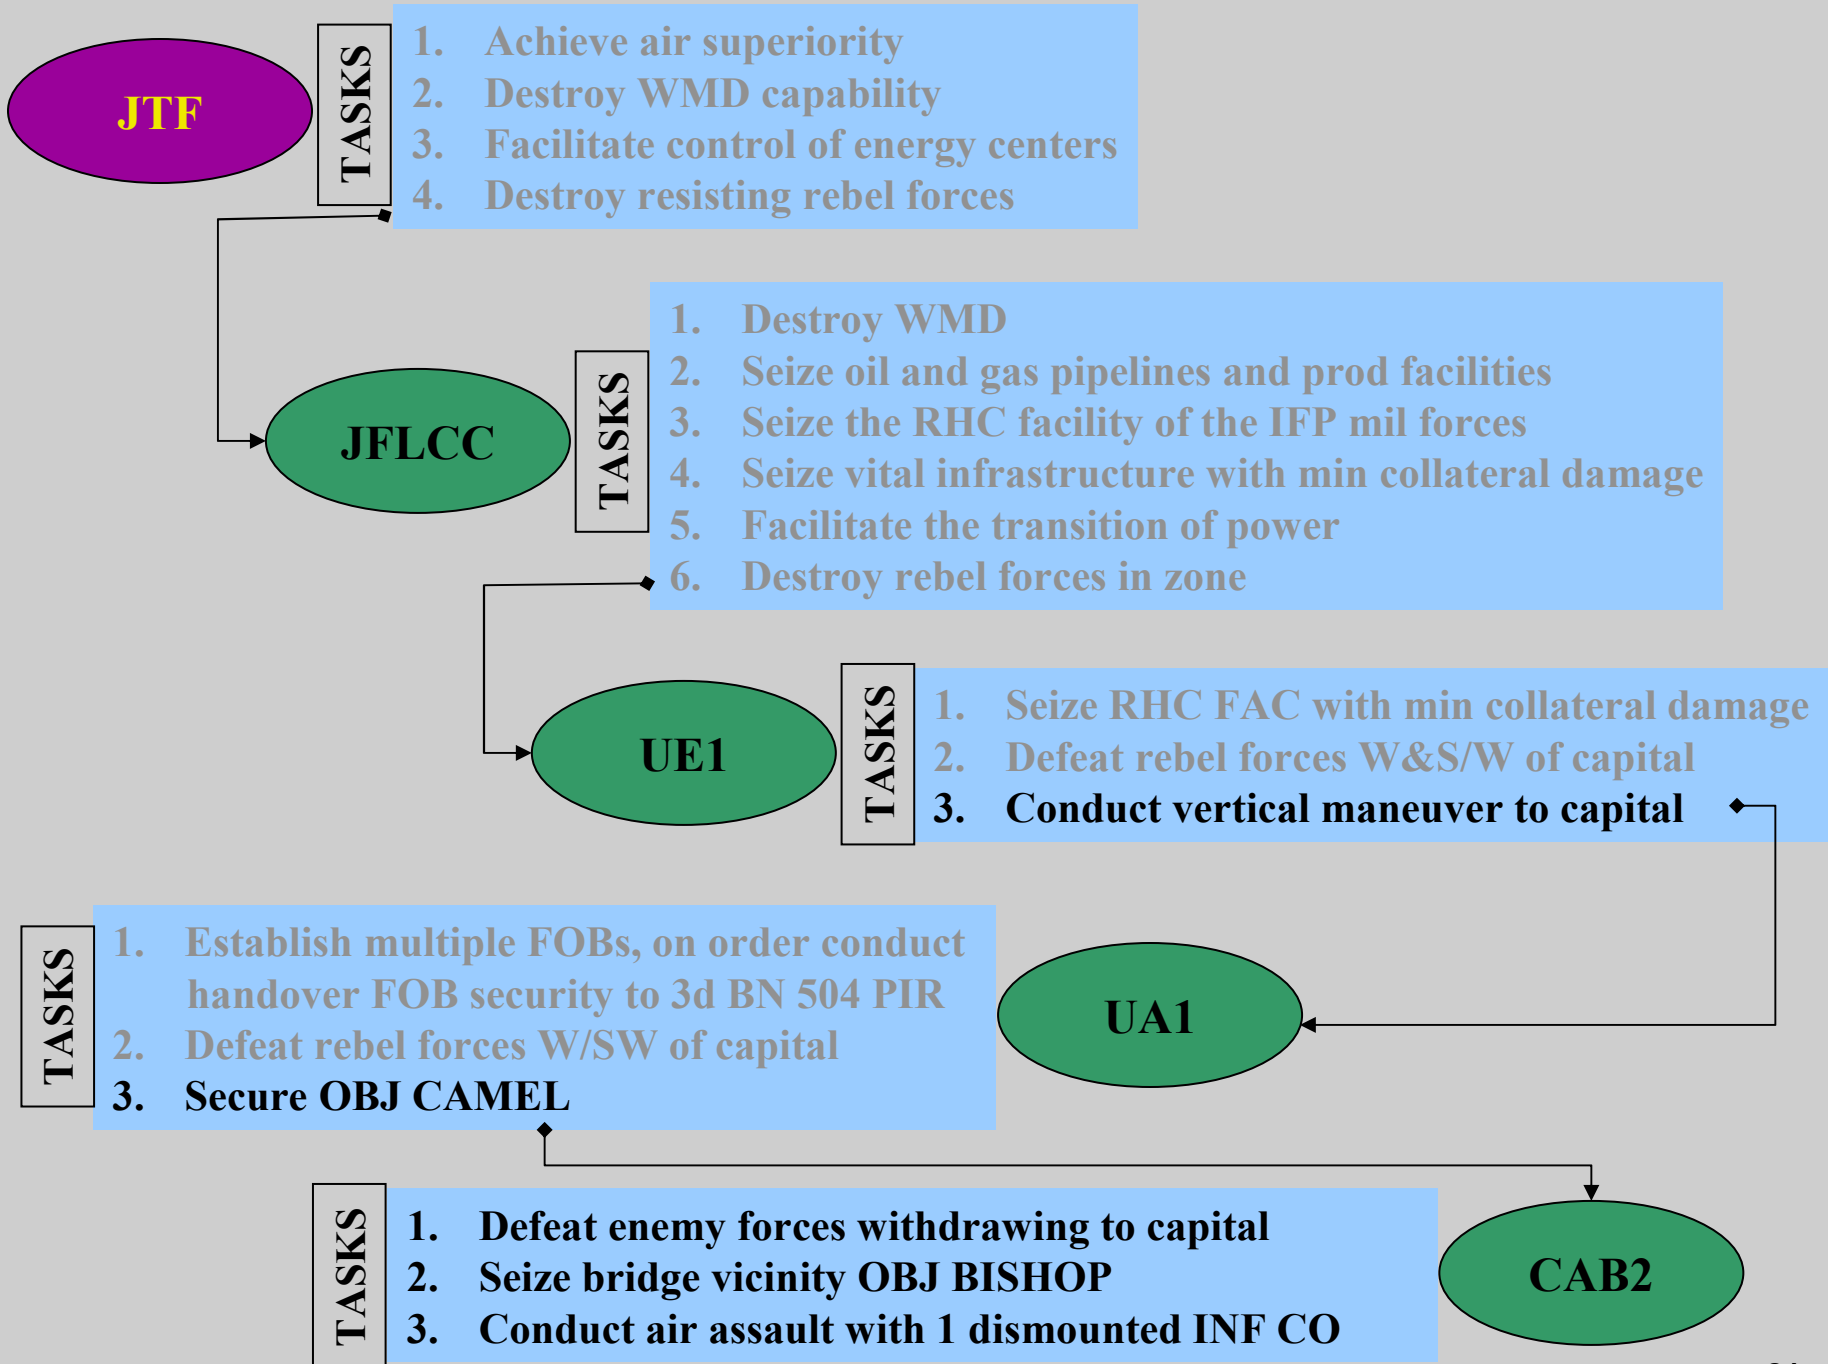 JTF
TASKS
1. Achieve air superiority
2. Destroy WMD capability
3. Facilitate control of energy centers
4. Destroy resisting rebel forces
JFLCC
TASKS
1. Destroy WMD
2. Seize oil and gas pipelines and prod facilities
3. Seize the RHC facility of the IFP mil forces
4. Seize vital infrastructure with min collateral damage
5. Facilitate the transition of power
6. Destroy rebel forces in zone
UE1
TASKS
1. Seize RHC FAC with min collateral damage
2. Defeat rebel forces W&S/W of capital
3. Conduct vertical maneuver to capital
TASKS
1. Establish multiple FOBs, on order conduct
handover FOB security to 3d BN 504 PIR
2. Defeat rebel forces W/SW of capital
3. Secure OBJ CAMEL
UA1
TASKS
1. Defeat enemy forces withdrawing to capital
2. Seize bridge vicinity OBJ BISHOP
3. Conduct air assault with 1 dismounted INF CO
CAB2